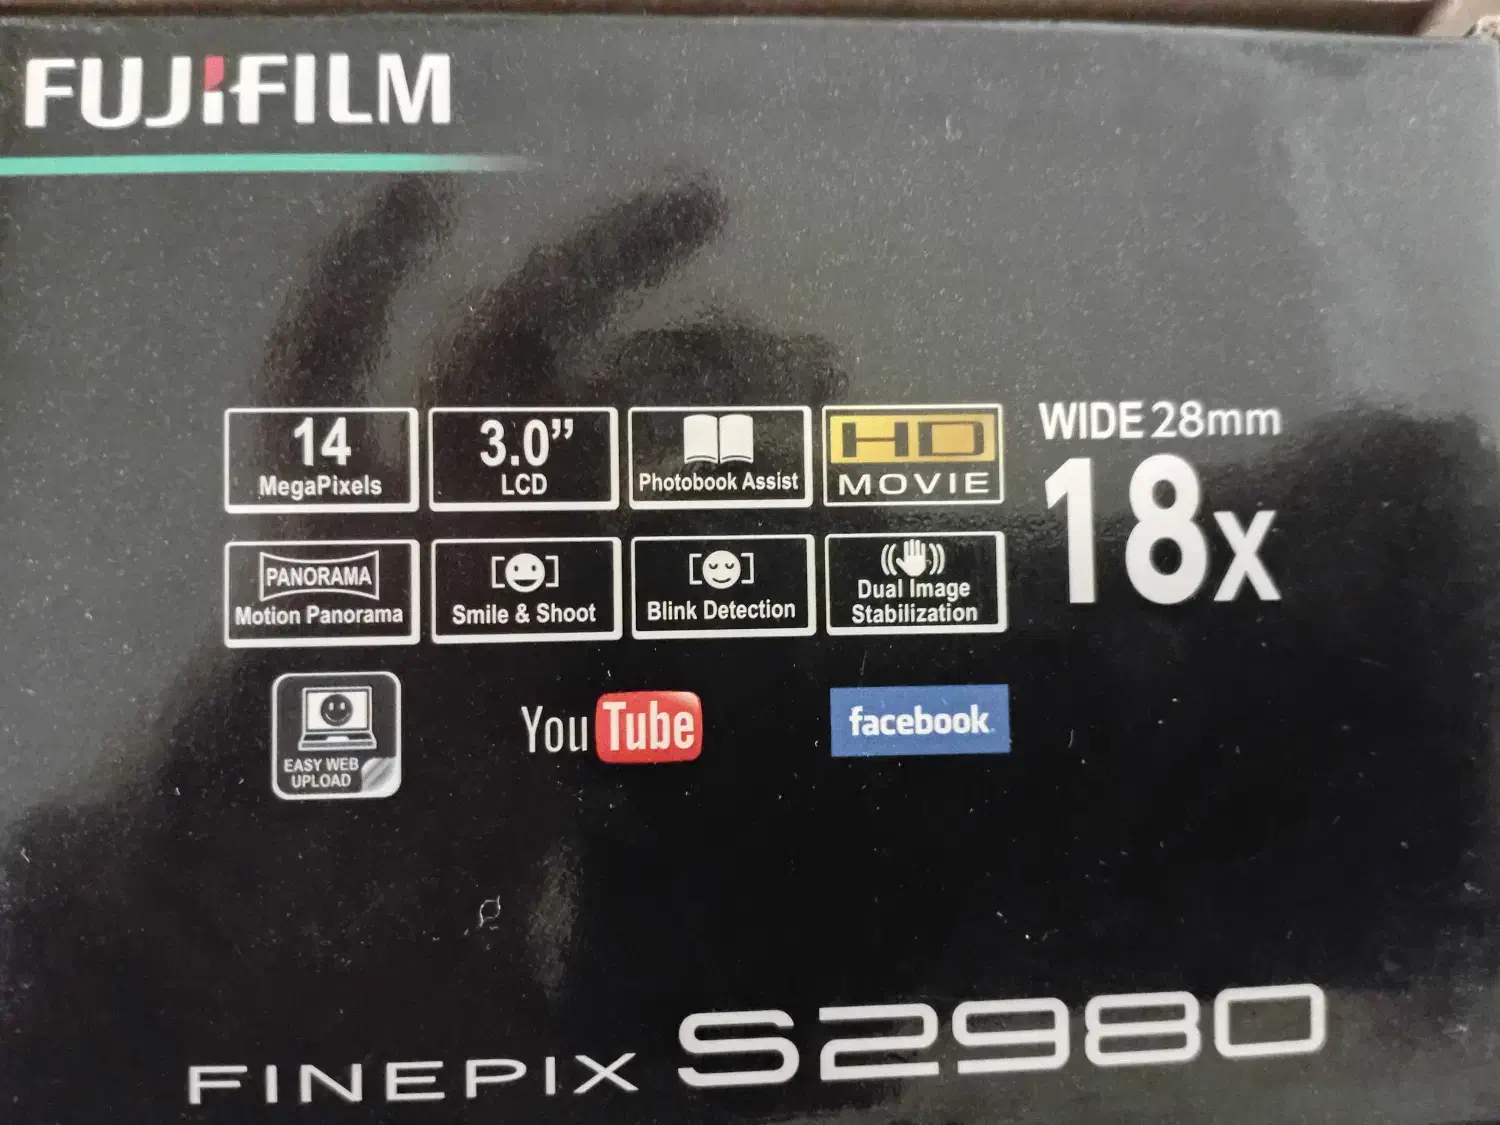 FUJIFILM
14
MegaPixels
3.0”
LCD
Photobook Assist
HD
MOVIE
WIDE 28mm
18x
PANORAMA
Motion Panorama
Smile & Shoot
Blink Detection
Dual Image
Stabilization
EASY WEB
UPLOAD
YouTube
facebook
FINEPIX S2980